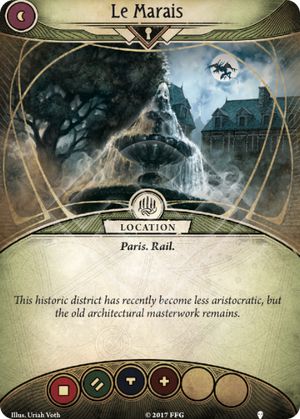 Le Marais
LOCATION
Paris. Rail.
This historic district has recently become less aristocratic, but
the old architectural masterwork remains.
Illus. Uriah Voth
© 2017 FFG